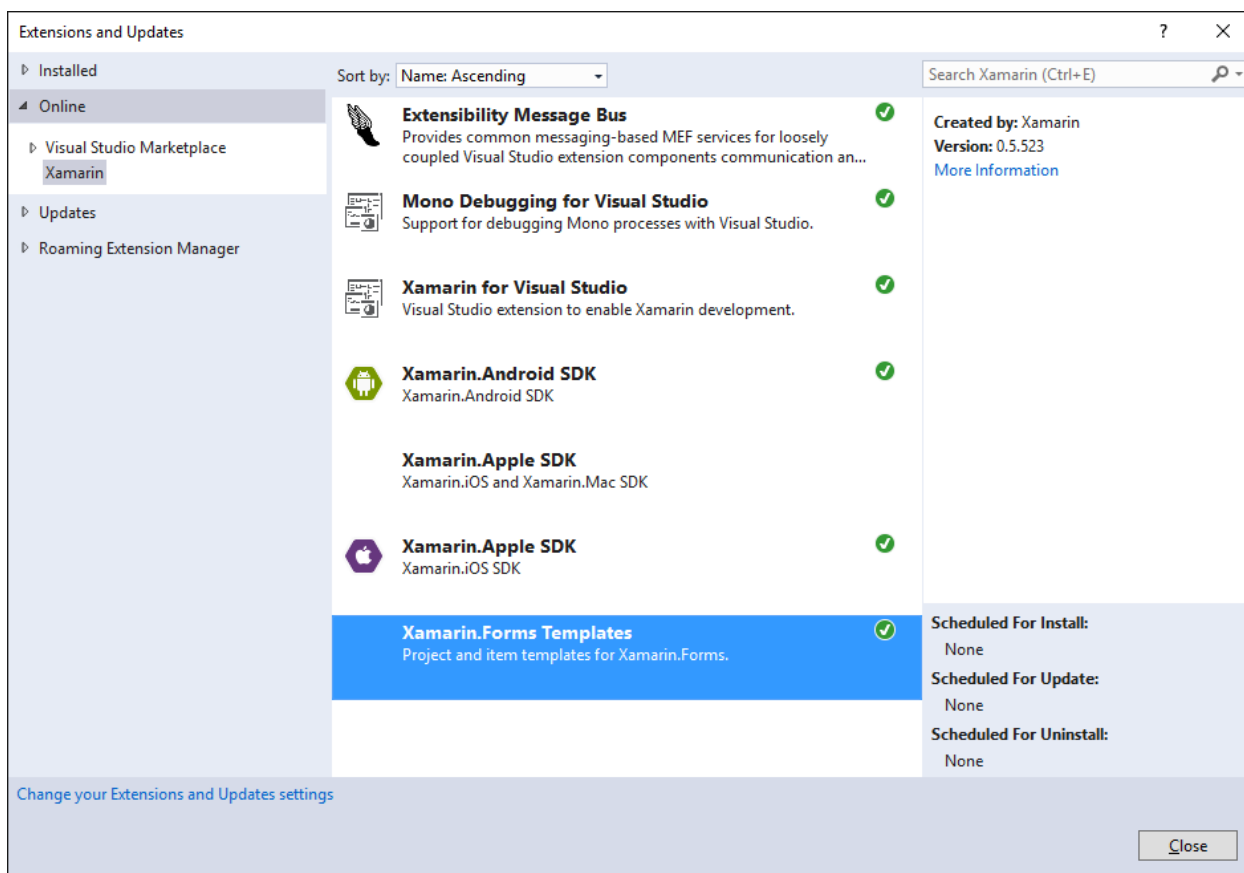 Extensions and Updates
?
Installed
Online
Visual Studio Marketplace
Xamarin
Updates
Roaming Extension Manager
Sort by: Name: Ascending
Extensibility Message Bus
Provides common messaging-based MEF services for loosely
coupled Visual Studio extension components communication an...
Mono Debugging for Visual Studio
Support for debugging Mono processes with Visual Studio.
Xamarin for Visual Studio
Visual Studio extension to enable Xamarin development.
Xamarin.Android SDK
Xamarin.Android SDK
Xamarin.Apple SDK
Xamarin.iOS and Xamarin.Mac SDK
Xamarin.Apple SDK
Xamarin.iOS SDK
Xamarin.Forms Templates
Project and item templates for Xamarin.Forms.
Search Xamarin (Ctrl+E)
Created by: Xamarin
Version: 0.5.523
More Information
Scheduled For Install:
None
Scheduled For Update:
None
Scheduled For Uninstall:
None
Change your Extensions and Updates settings
Close